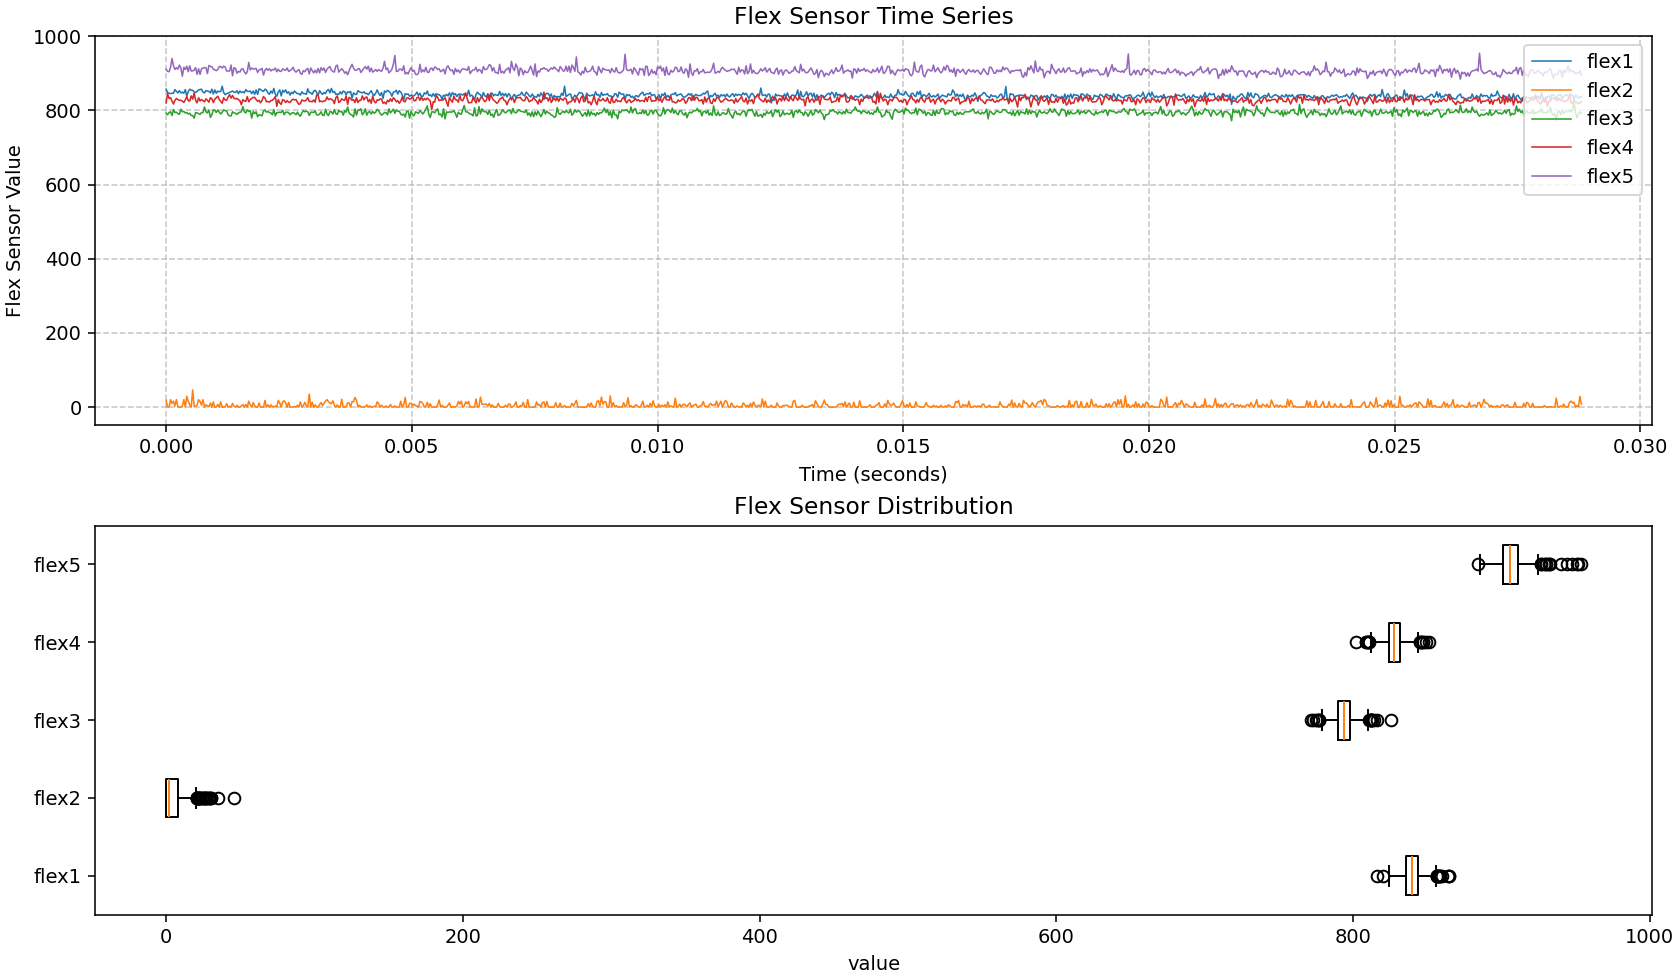 Flex Sensor Time Series
Flex Sensor Value
1000
800
600
400
200
0
flex1
flex2
flex3
flex4
flex5
0.000 0.005 0.010 0.015 0.020 0.025 0.030
Time (seconds)
Flex Sensor Distribution
flex5
flex4
flex3
flex2
flex1
0 200 400 600 800 1000
value